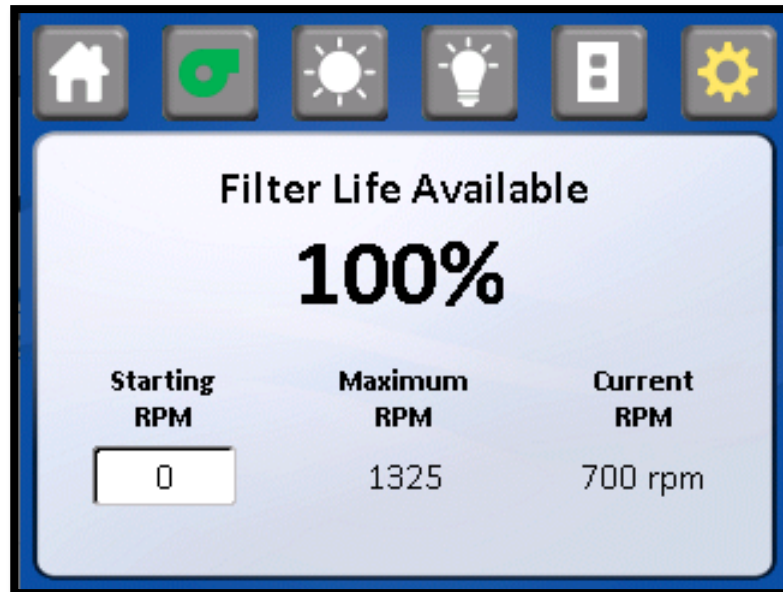 Filter Life Available
100%
Starting RPM
Maximum RPM
Current RPM
0
1325
700 rpm